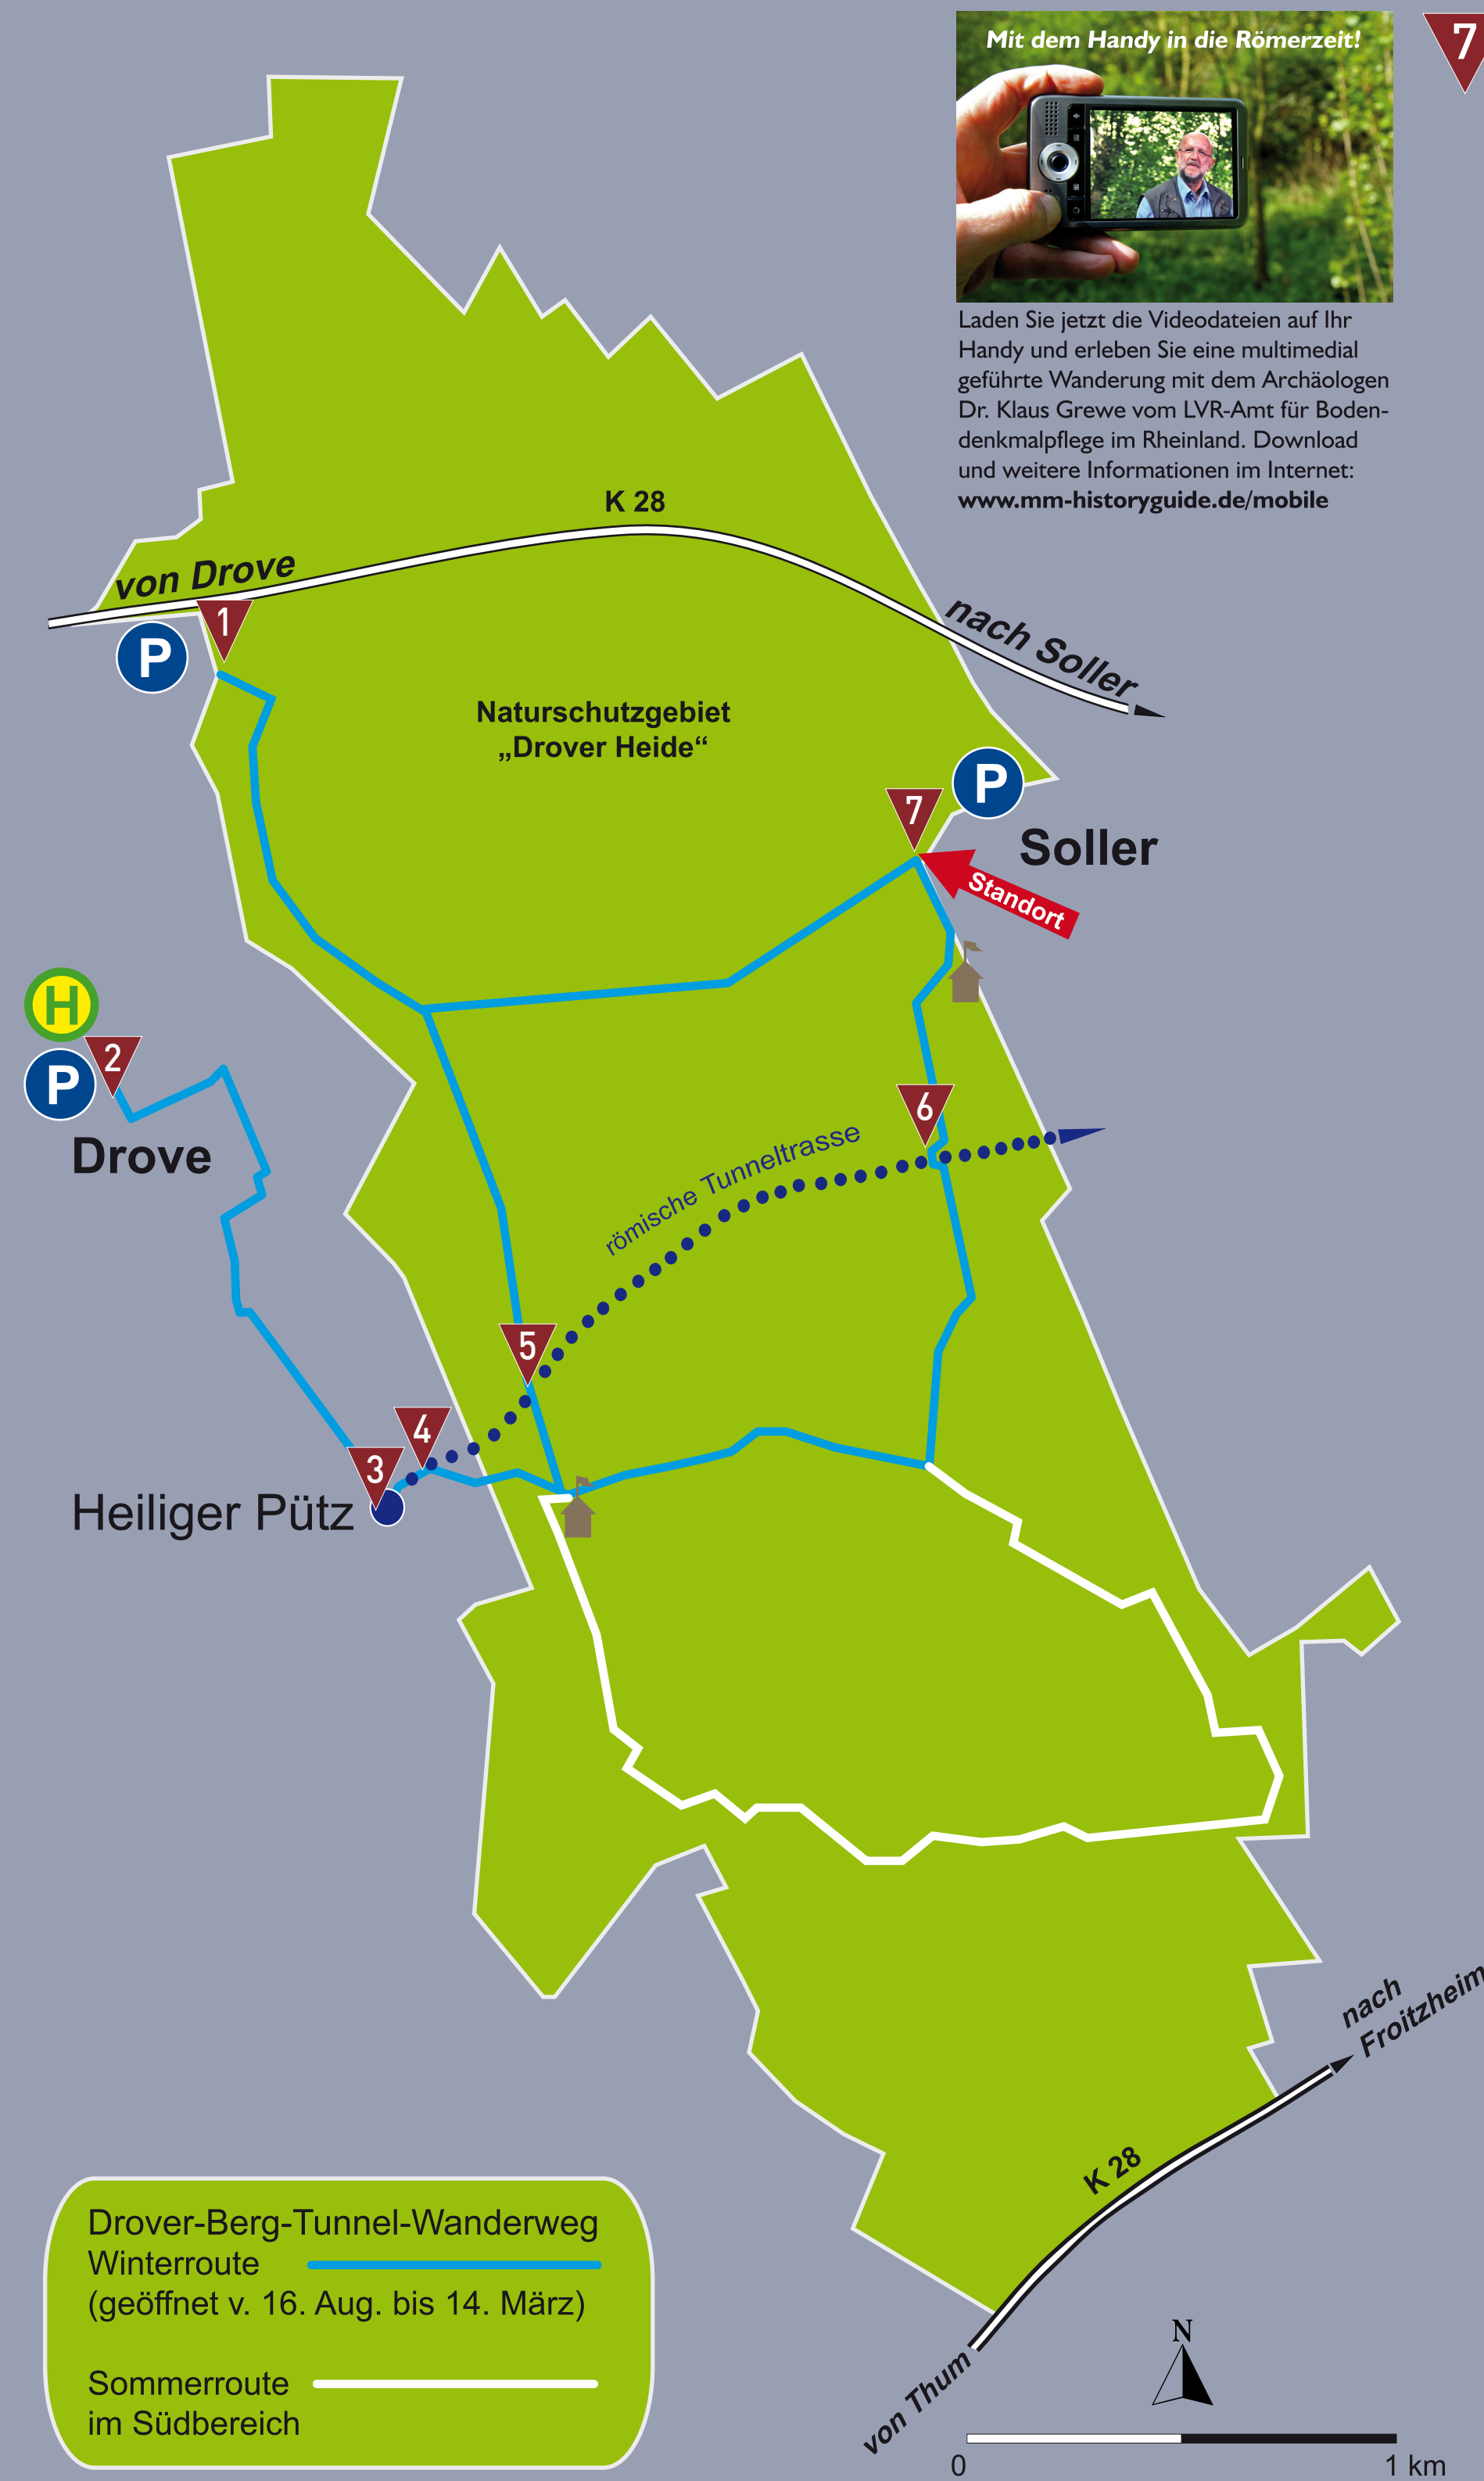 Mit dem Handy in die Römerzeit!
7
Laden Sie jetzt die Videodateien auf Ihr
Handy und erleben Sie eine multimedial
geführte Wanderung mit dem Archäologen
Dr. Klaus Grewe vom LVR-Amt für Boden-
denkmalpflege im Rheinland. Download
und weitere Informationen im Internet:
www.mm-historyguide.de/mobile
K 28
von Drove
nach Soller
1
P
Naturschutzgebiet
„Drover Heide“
P
7
Soller
Standort
H
P
2
Drove
6
römische Tunneltrasse
5
4
3
Heiliger Pütz
nach
Froitzheim
K 28
von Thum
Drover-Berg-Tunnel-Wanderweg
Winterroute
(geöffnet v. 16. Aug. bis 14. März)
Sommerroute
im Südbereich
N
0
1 km